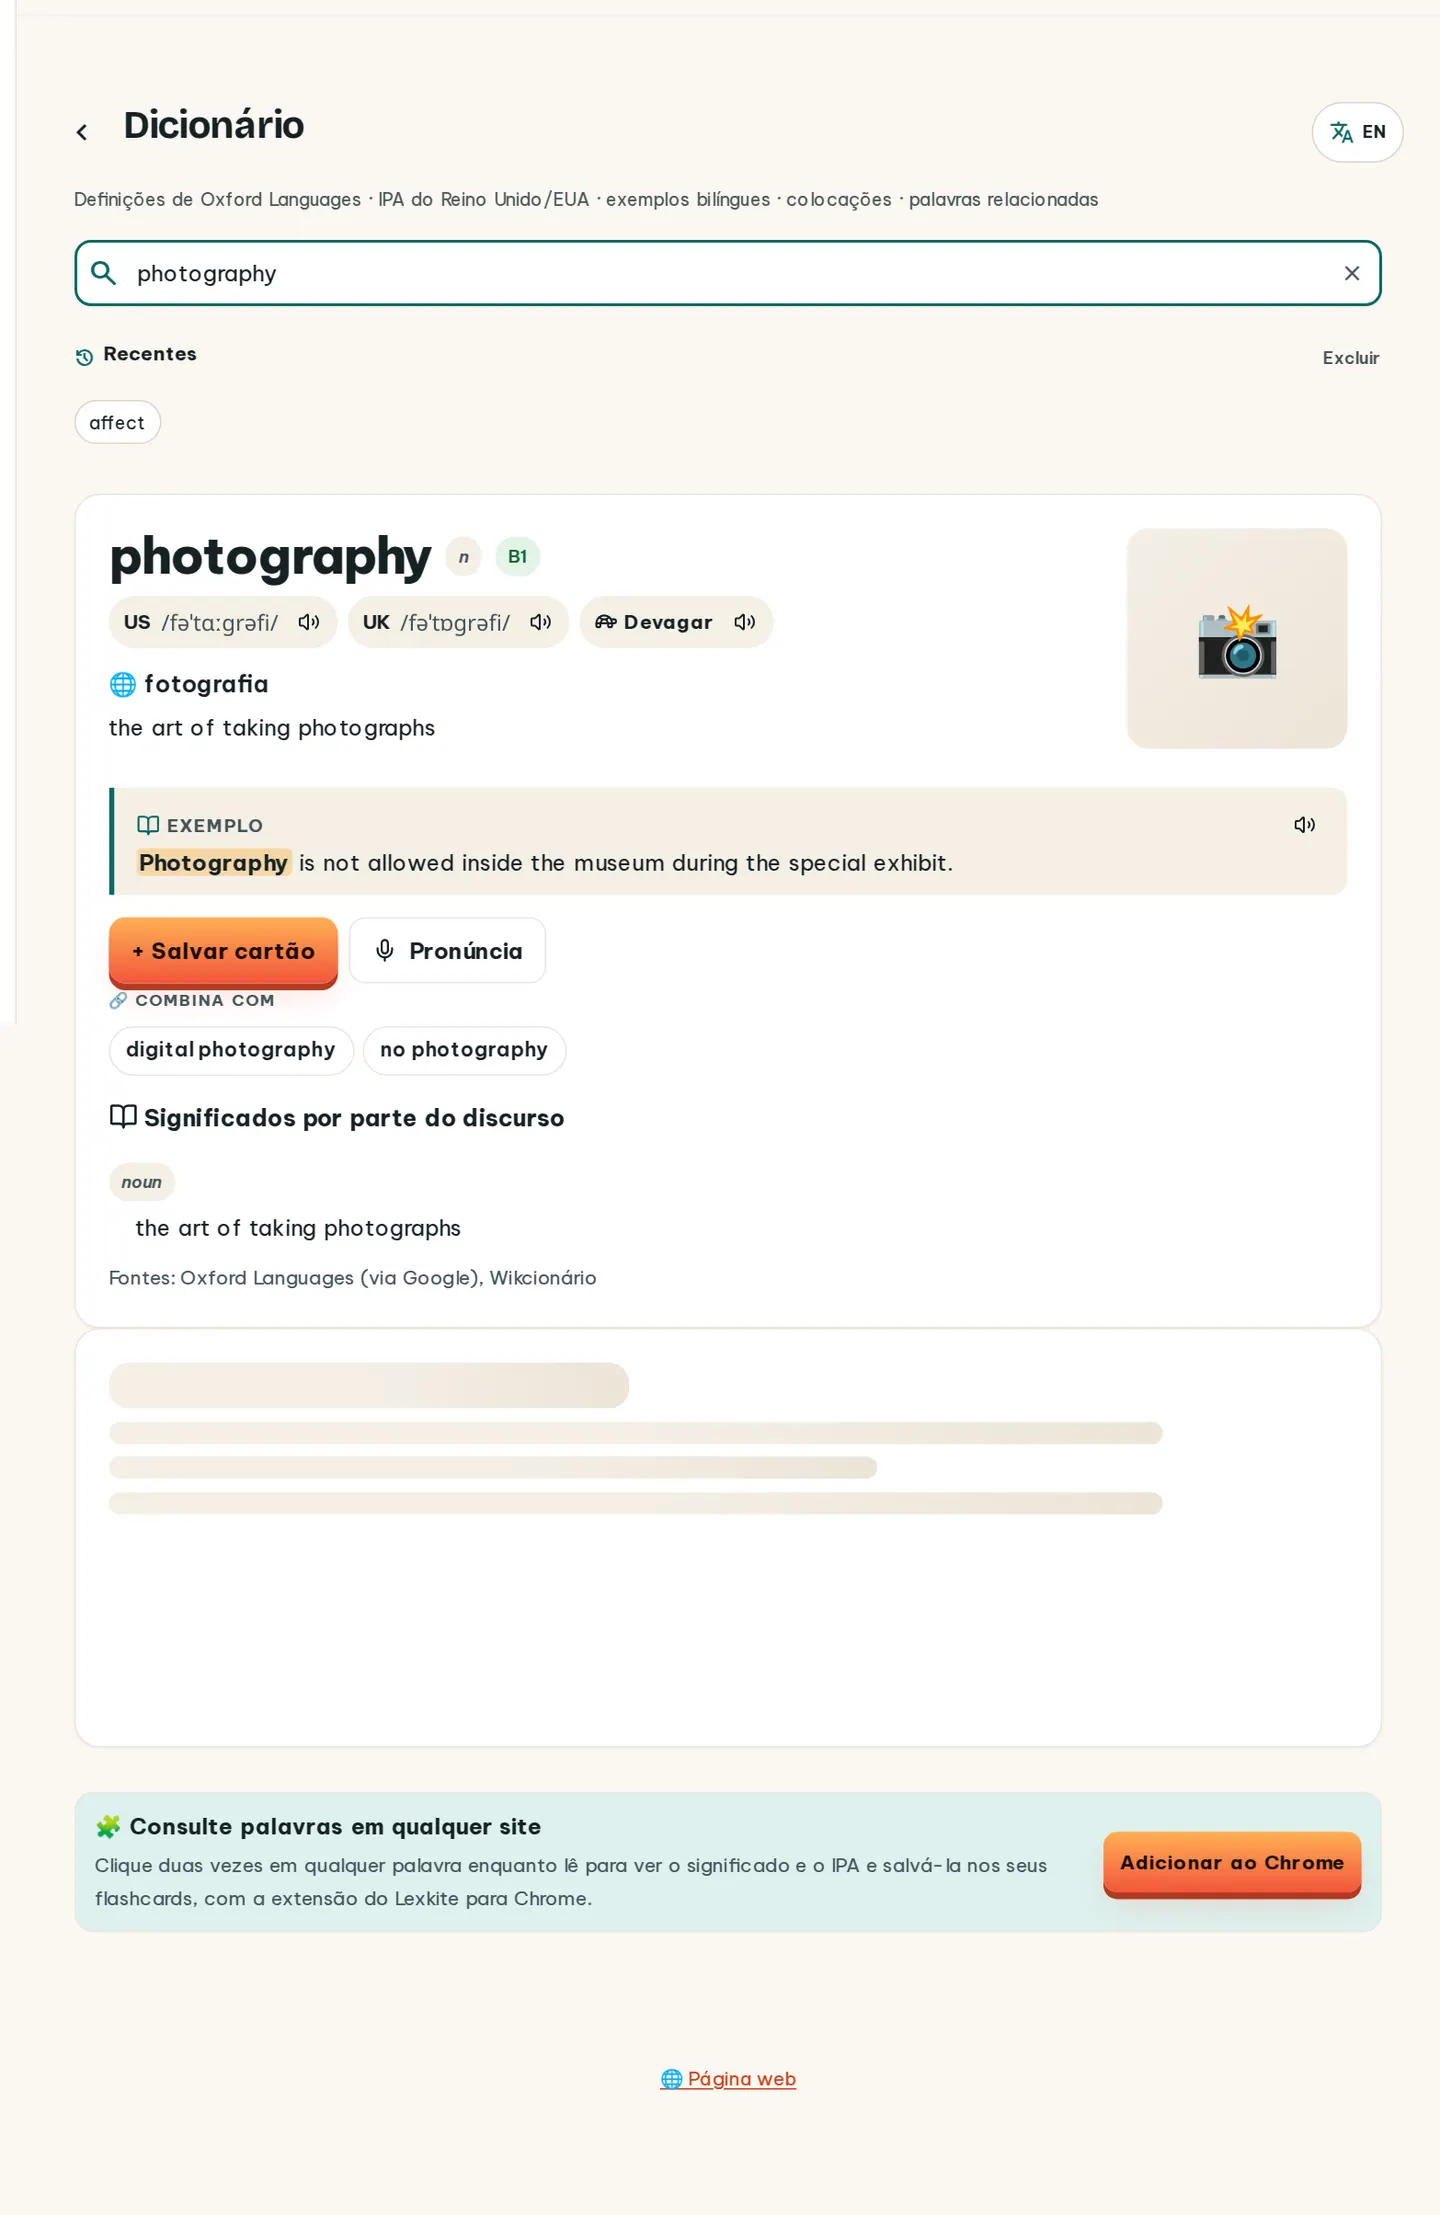 Dicionário
EN
Definições de Oxford Languages · IPA do Reino Unido/EUA · exemplos bilíngues · colocações · palavras relacionadas
photography
Recentes
Excluir
affect
photography n B1
US /fəˈtɑːɡrəfi/ UK /fəˈtɒɡrəfi/ Devagar
fotografia
the art of taking photographs
EXEMPLO
Photography is not allowed inside the museum during the special exhibit.
+ Salvar cartão Pronúncia
COMBINA COM
digital photography no photography
Significados por parte do discurso
noun
the art of taking photographs
Fontes: Oxford Languages (via Google), Wikcionário
Consulte palavras em qualquer site
Clique duas vezes em qualquer palavra enquanto lê para ver o significado e o IPA e salvá-la nos seus
flashcards, com a extensão do Lexkite para Chrome.
Adicionar ao Chrome
Página web